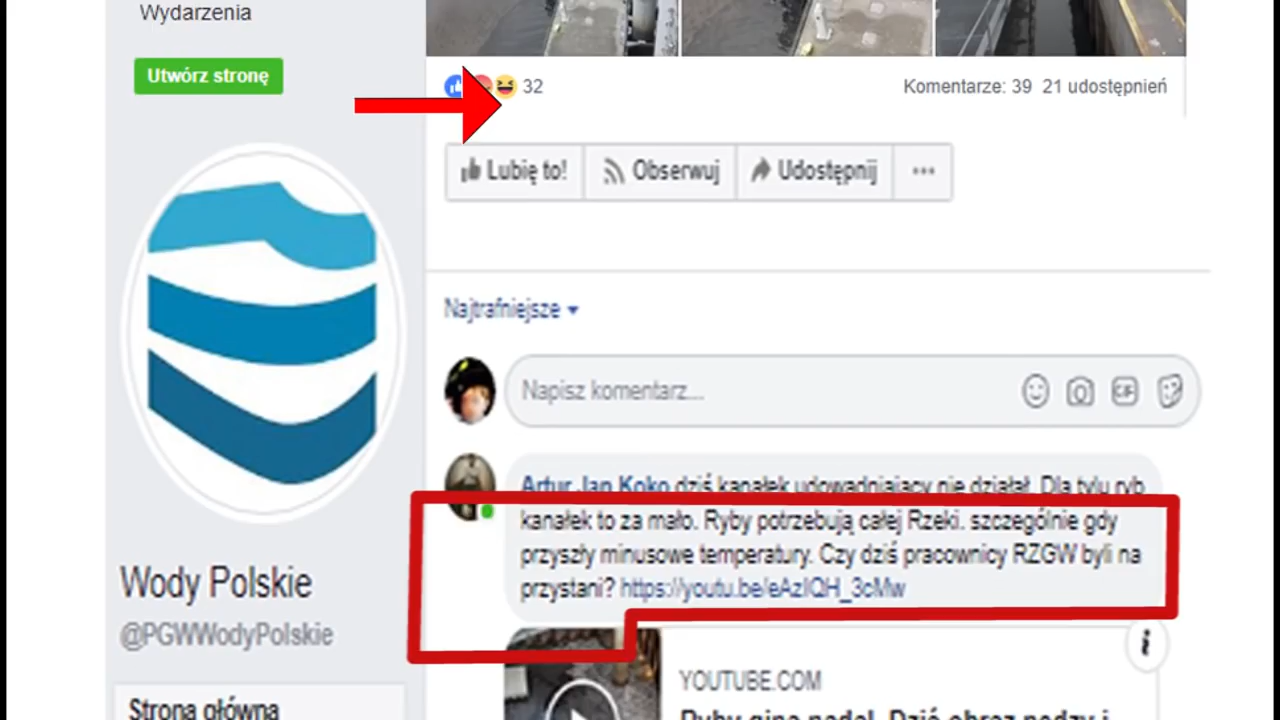 Wydarzenia
Utwórz stronę
32
Komentarze: 39 21 udostępnień
Lubię to!
Obserwuj
Udostępnij
Najtrafniejsze
Napisz komentarz...
GIF
Artur Jan Koko dziś kanałek udowadniający nie działał. Dla tylu ryb
kanałek to za mało. Ryby potrzebują całej Rzeki. szczególnie gdy
przyszły minusowe temperatury. Czy dziś pracownicy RZGW byli na
przystani? https://youtu.be/eAzIQH_3cMw
Wody Polskie
@PGWWodyPolskie
Strona główna
YOUTUBE.COM
Ryby giną nadal. Dziś obraz nędzy i